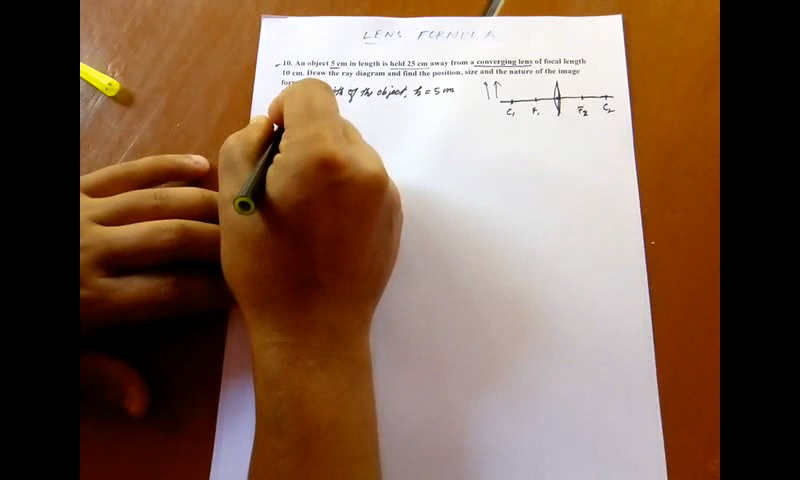 LENS FORMULA
10. An object 5 cm in length is held 25 cm away from a converging lens of focal length
10 cm. Draw the ray diagram and find the position, size and the nature of the image
of the object, h = 5 cm
C1 F1 F2 C2